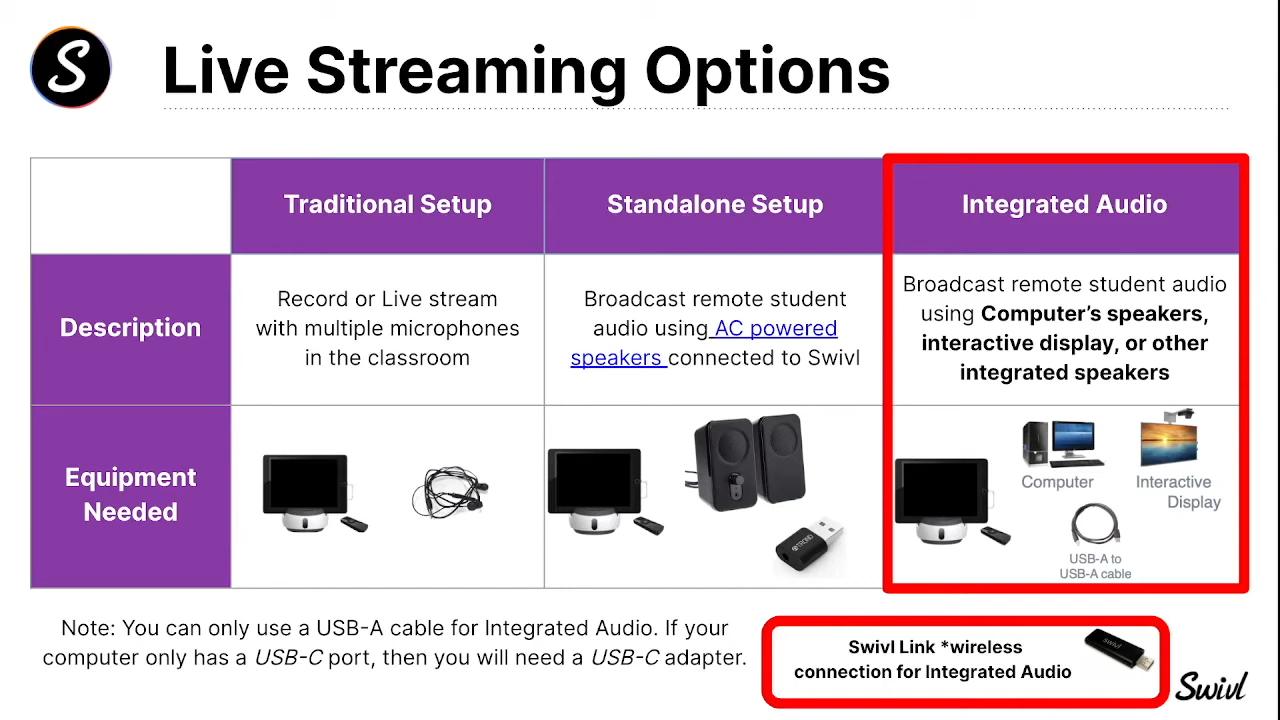 S
Live Streaming Options
Traditional Setup
Standalone Setup
Integrated Audio
Description
Record or Live stream
with multiple microphones
in the classroom
Broadcast remote student
audio using AC powered
speakers connected to Swivl
Broadcast remote student audio
using Computer's speakers,
interactive display, or other
integrated speakers
Equipment
Needed
TROND
Computer
Interactive
Display
USB-A to
USB-A cable
Note: You can only use a USB-A cable for Integrated Audio. If your
computer only has a USB-C port, then you will need a USB-C adapter.
Swivl Link *wireless
connection for Integrated Audio
swivl
Swivl